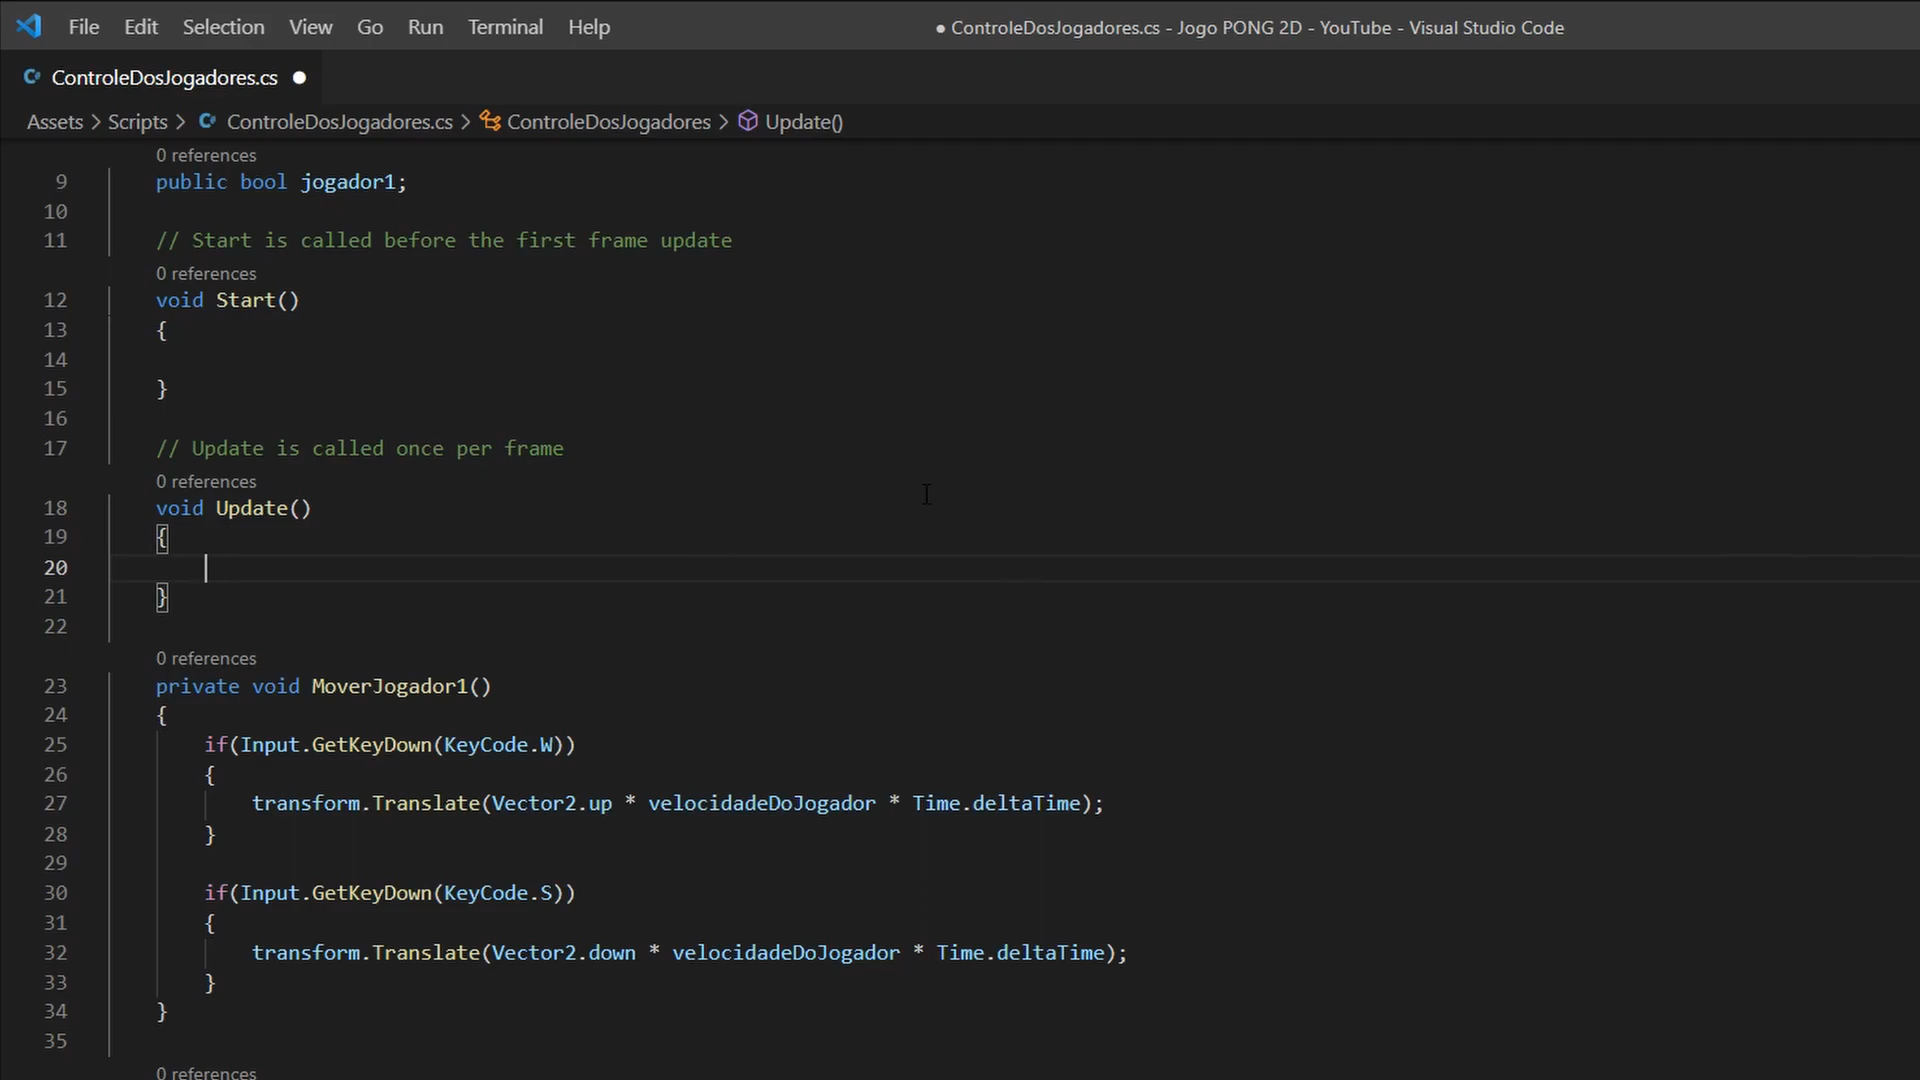 File Edit Selection View Go Run Terminal Help ● ControleDosJogadores.cs - Jogo PONG 2D - YouTube - Visual Studio Code
ControleDosJogadores.cs ●
Assets > Scripts > ControleDosJogadores.cs > ControleDosJogadores > Update()
0 references
9 public bool jogador1;
10
11 // Start is called before the first frame update
0 references
12 void Start()
13 {
14
15 }
16
17 // Update is called once per frame
0 references
18 void Update()
19 {
20
21 }
22
0 references
23 private void MoverJogador1()
24 {
25 if(Input.GetKeyDown(KeyCode.W))
26 {
27 transform.Translate(Vector2.up * velocidadeDoJogador * Time.deltaTime);
28 }
29
30 if(Input.GetKeyDown(KeyCode.S))
31 {
32 transform.Translate(Vector2.down * velocidadeDoJogador * Time.deltaTime);
33 }
34 }
35
0 references